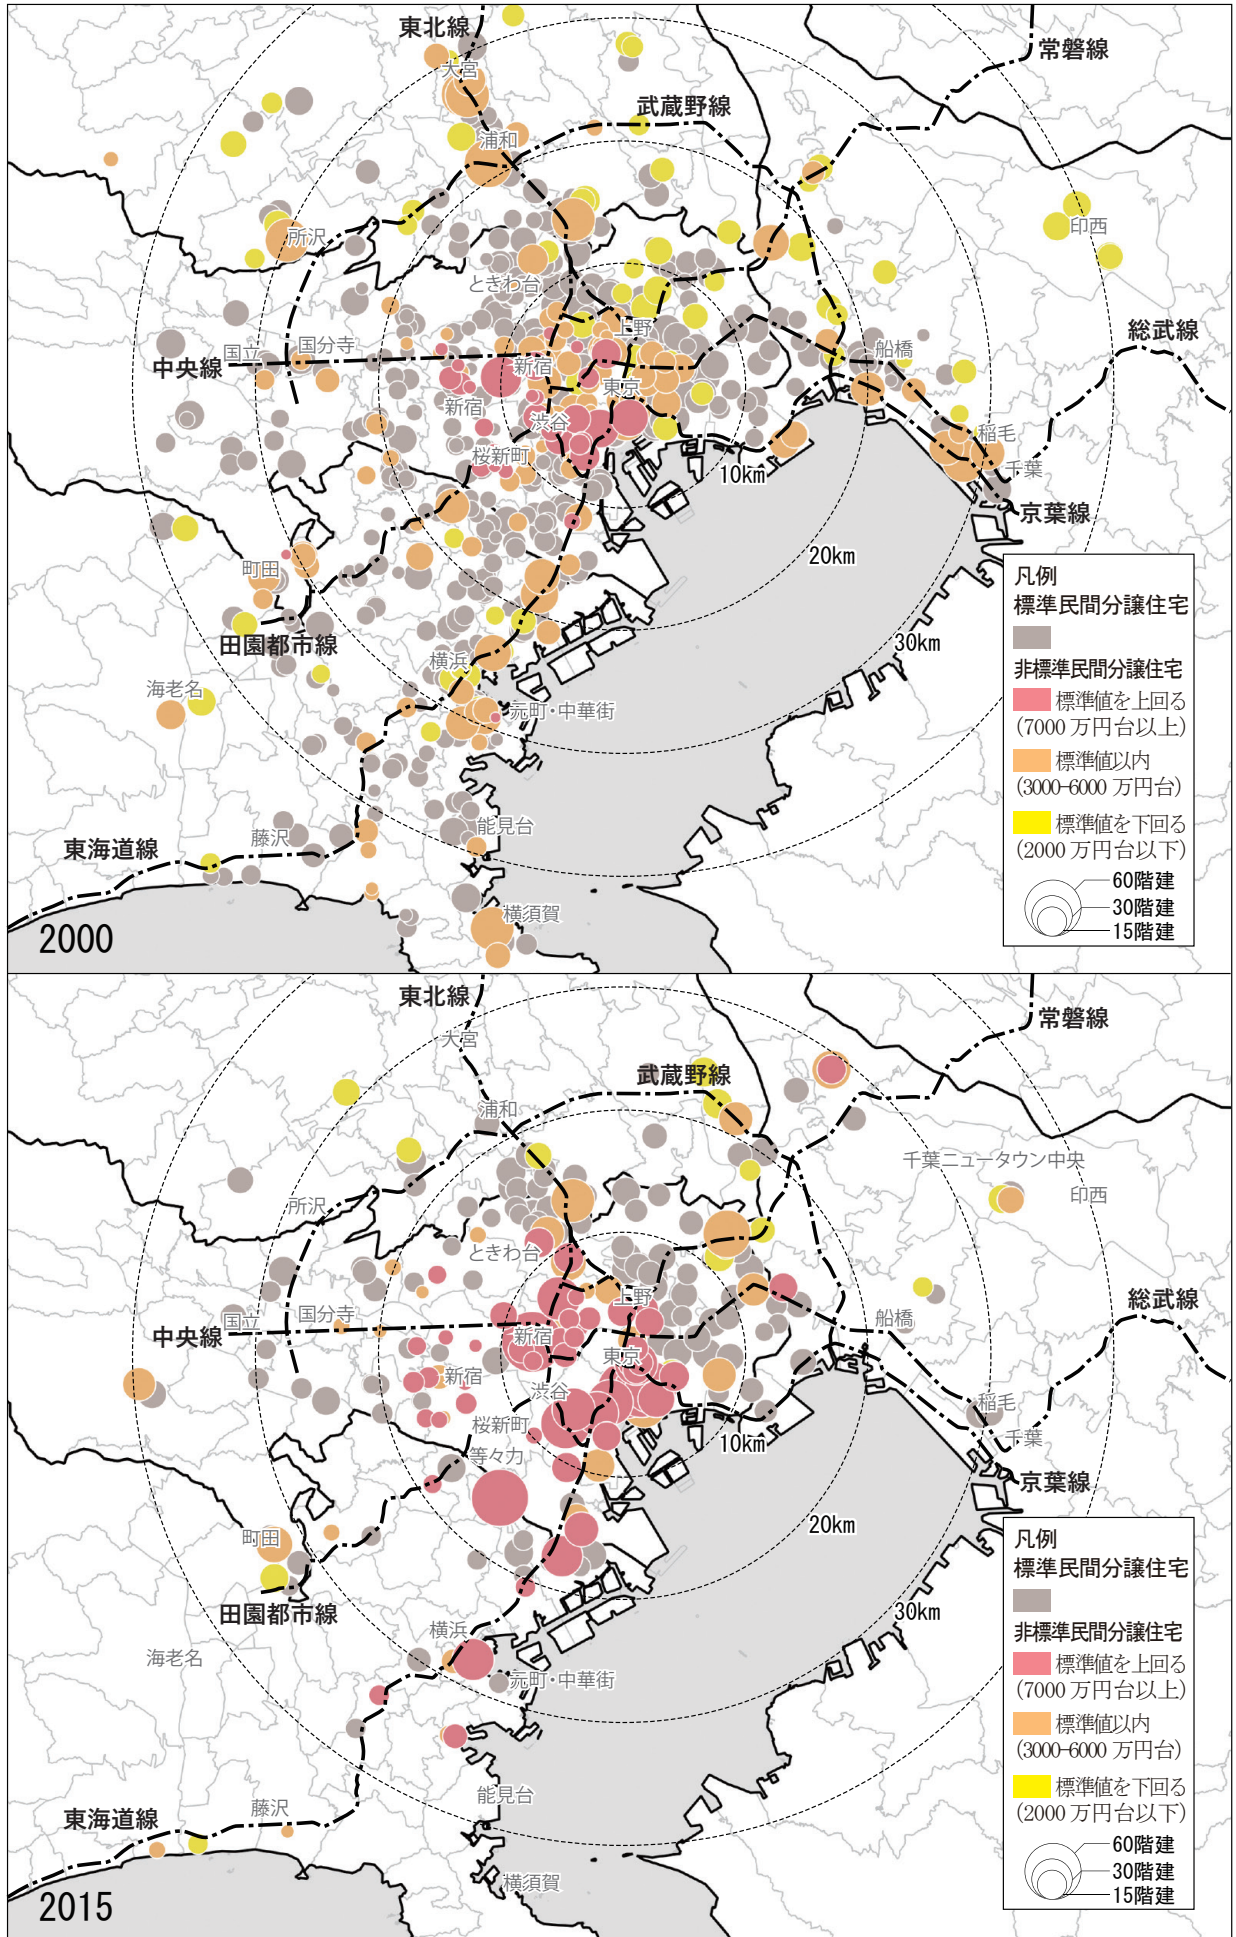 東北線
常磐線
大宮
武蔵野線
浦和
所沢
印西
ときわ台
上野
総武線
船橋
国立
国分寺
中央線
新宿
東京
新宿
渋谷
稲毛
桜新町
千葉
10km
京葉線
20km
町田
30km
田園都市線
横浜
海老名
元町・中華街
能見台
藤沢
東海道線
横須賀
2000
凡例
標準民間分譲住宅
非標準民間分譲住宅
標準値を上回る
(7000 万円台以上)
標準値以内
(3000-6000 万円台)
標準値を下回る
(2000 万円台以下)
60階建
30階建
15階建
東北線
常磐線
大宮
武蔵野線
浦和
千葉ニュータウン中央
印西
所沢
ときわ台
上野
総武線
船橋
国立
国分寺
中央線
新宿
東京
新宿
渋谷
稲毛
桜新町
千葉
10km
等々力
京葉線
20km
町田
30km
田園都市線
横浜
海老名
元町・中華街
能見台
藤沢
東海道線
横須賀
2015
凡例
標準民間分譲住宅
非標準民間分譲住宅
標準値を上回る
(7000 万円台以上)
標準値以内
(3000-6000 万円台)
標準値を下回る
(2000 万円台以下)
60階建
30階建
15階建